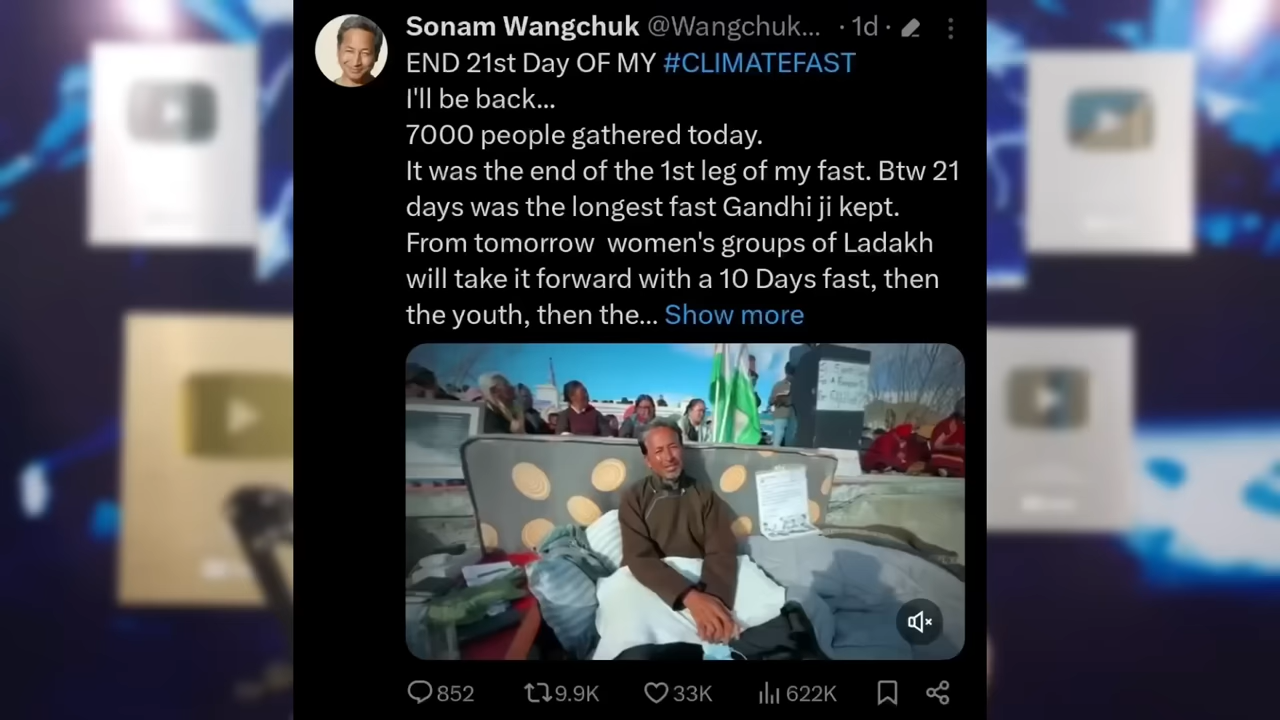 Sonam Wangchuk @Wangchuk... · 1d ·
END 21st Day OF MY #CLIMATEFAST
I'll be back...
7000 people gathered today.
It was the end of the 1st leg of my fast. Btw 21
days was the longest fast Gandhi ji kept.
From tomorrow  women's groups of Ladakh
will take it forward with a 10 Days fast, then
the youth, then the... Show more
852 9.9K 33K 622K